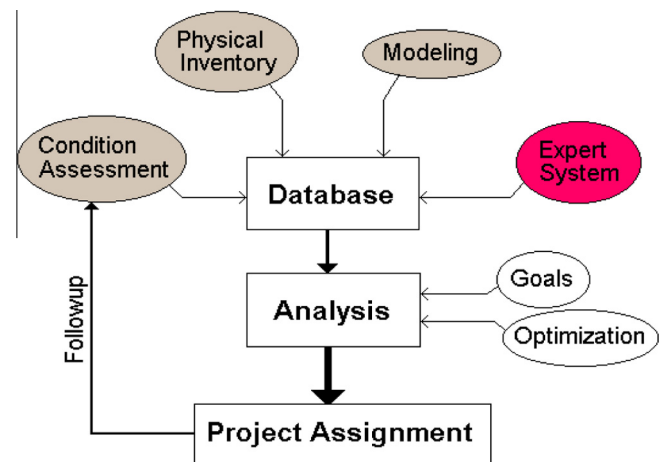 Physical
Inventory
Modeling
Condition
Assessment
Expert
System
Database
Goals
Analysis
Optimization
Followup
Project Assignment